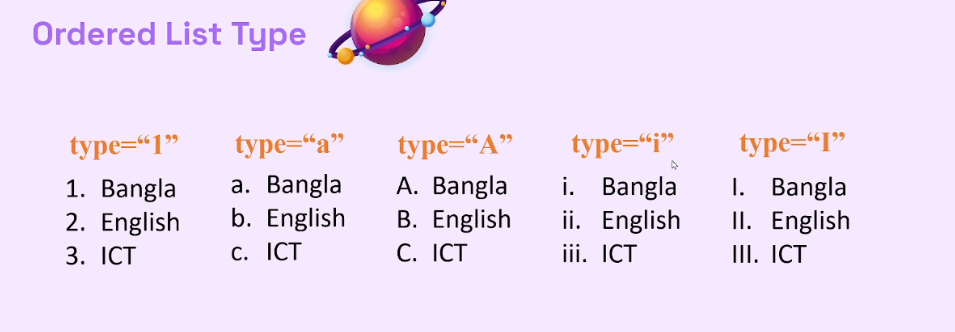 Ordered List Type
type=“1”
1. Bangla
2. English
3. ICT
type=“a”
a. Bangla
b. English
c. ICT
type=“A”
A. Bangla
B. English
C. ICT
type=“i”
i. Bangla
ii. English
iii. ICT
type=“I”
I. Bangla
II. English
III. ICT